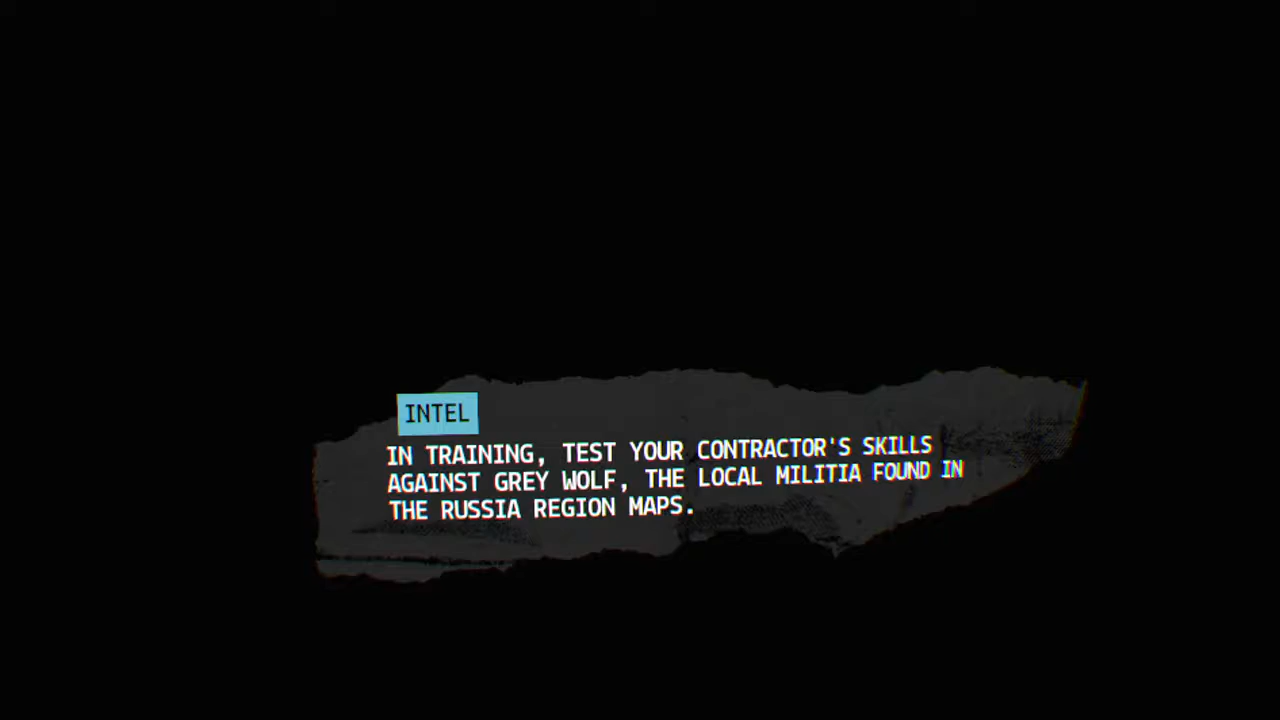 INTEL
IN TRAINING, TEST YOUR CONTRACTOR'S SKILLS
AGAINST GREY WOLF, THE LOCAL MILITIA FOUND IN
THE RUSSIA REGION MAPS.